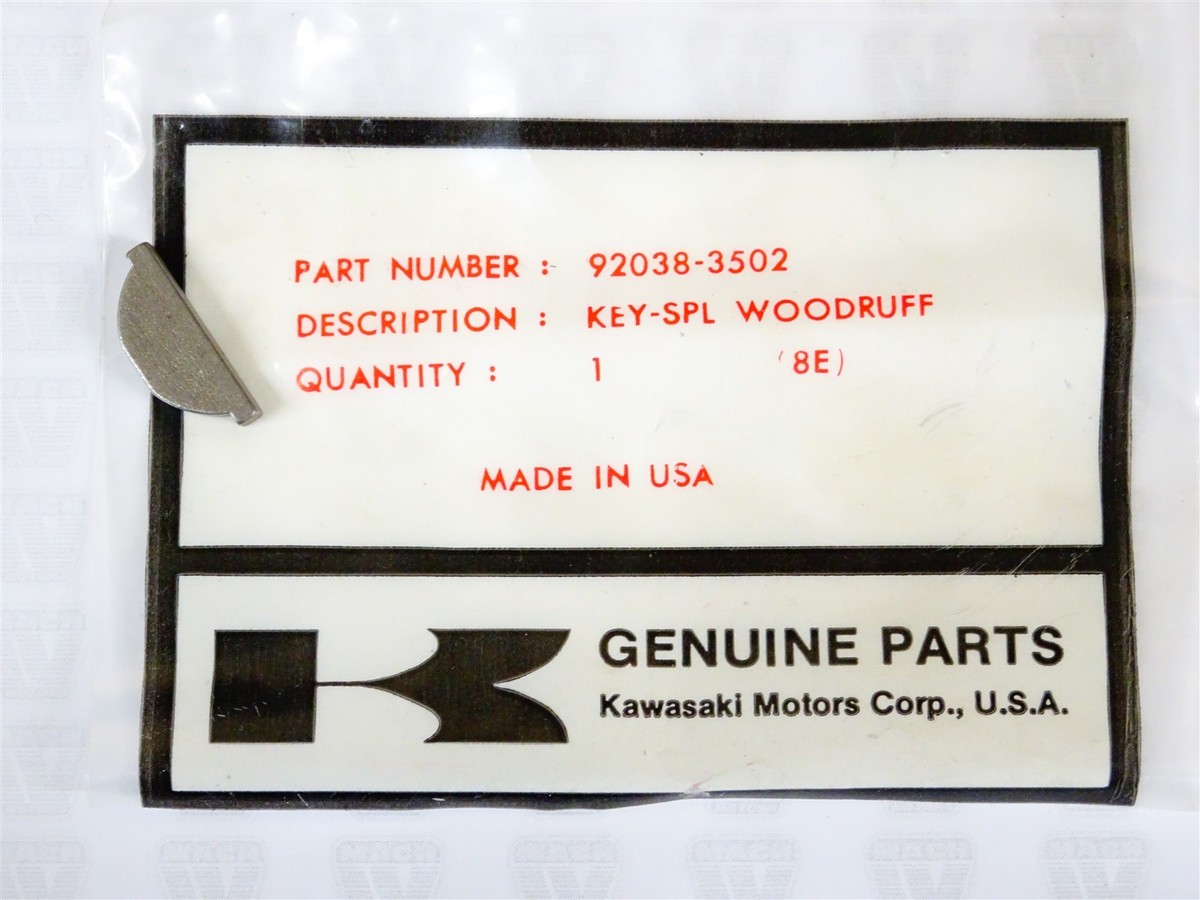 PART NUMBER : 92038-3502
DESCRIPTION : KEY-SPL WOODRUFF
QUANTITY : 1 (8E)
MADE IN USA
GENUINE PARTS
Kawasaki Motors Corp., U.S.A.